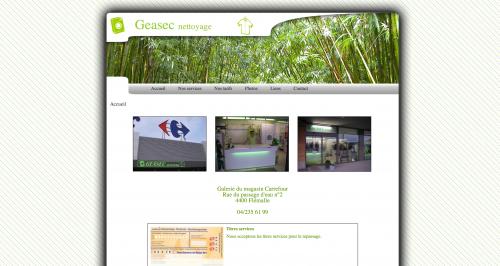 Geasec nettoyage
Accueil Nos services Nos tarifs Photos Liens Contact
Accueil
GEASEC
Galerie du magasin Carrefour
Rue du passage d'eau n°2
4400 Flémalle
04/235 61 99
Titres services
Nous acceptons les titres services pour le repassage.